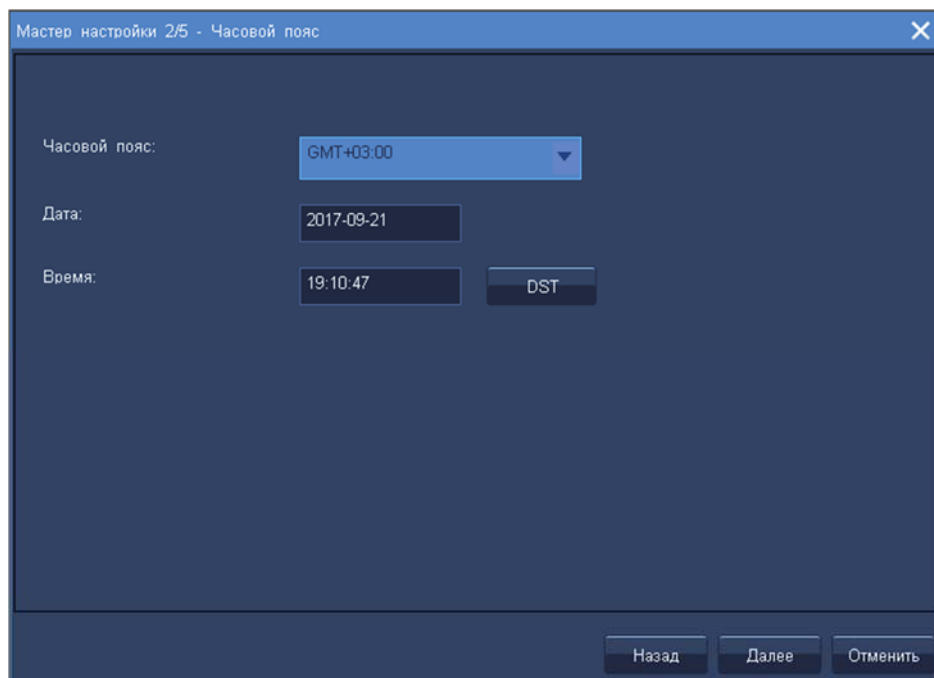 Мастер настройки 2/5 - Часовой пояс
Часовой пояс: GMT+03:00
Дата: 2017-09-21
Время: 19:10:47 DST
Назад Далее Отменить